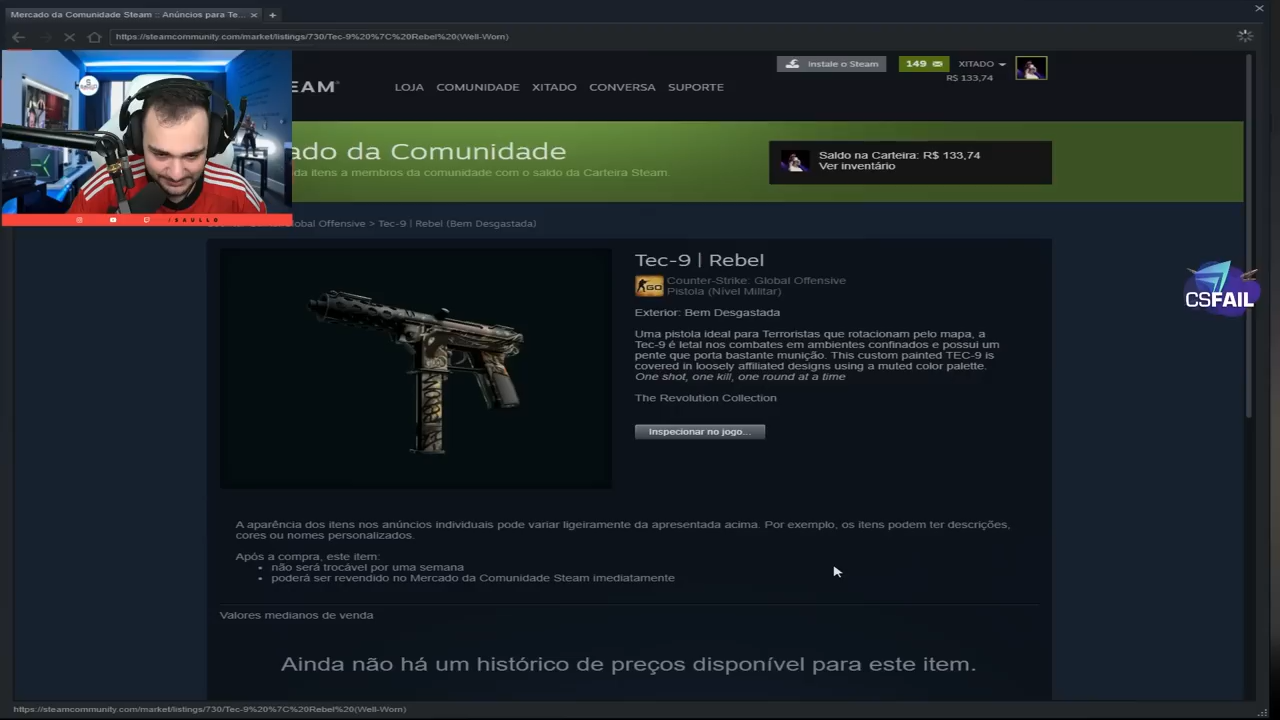 Mercado da Comunidade Steam :: Anúncios para Te...
https://steamcommunity.com/market/listings/730/Tec-9%20%7C%20Rebel%20(Well-Worn)
Instale o Steam
149
XITADO
R$ 133,74
EAM
LOJA COMUNIDADE XITADO CONVERSA SUPORTE
ado da Comunidade
da itens a membros da comunidade com o saldo da Carteira Steam.
Saldo na Carteira: R$ 133,74
Ver inventário
/SAULLO
lobal Offensive > Tec-9 | Rebel (Bem Desgastada)
Tec-9 | Rebel
GO
Counter-Strike: Global Offensive
Pistola (Nível Militar)
Exterior: Bem Desgastada
Uma pistola ideal para Terroristas que rotacionam pelo mapa, a
Tec-9 é letal nos combates em ambientes confinados e possui um
pente que porta bastante munição. This custom painted TEC-9 is
covered in loosely affiliated designs using a muted color palette.
One shot, one kill, one round at a time
The Revolution Collection
Inspecionar no jogo...
CSFAIL
A aparência dos itens nos anúncios individuais pode variar ligeiramente da apresentada acima. Por exemplo, os itens podem ter descrições,
cores ou nomes personalizados.
Após a compra, este item:
não será trocável por uma semana
poderá ser revendido no Mercado da Comunidade Steam imediatamente
Valores medianos de venda
Ainda não há um histórico de preços disponível para este item.
https://steamcommunity.com/market/listings/730/Tec-9%20%7C%20Rebel%20(Well-Worn)